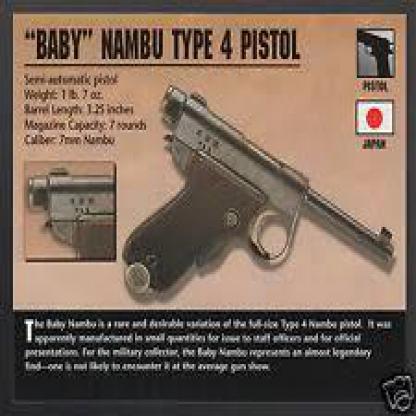 "BABY" NAMBU TYPE 4 PISTOL
Semi-automatic pistol
Weight: 1 lb. 7 oz.
Barrel Length: 3.25 inches
Magazine Capacity: 7 rounds
Caliber: 7mm Nambu
PISTOL
JAPAN
The Baby Nambu is a rare and desirable variation of the full-size Type 4 Nambu pistol. It was
apparently manufactured in small quantities for issue to staff officers and for official
presentations. For the military collector, the Baby Nambu represents an almost legendary
find—one is not likely to encounter it at the average gun show.